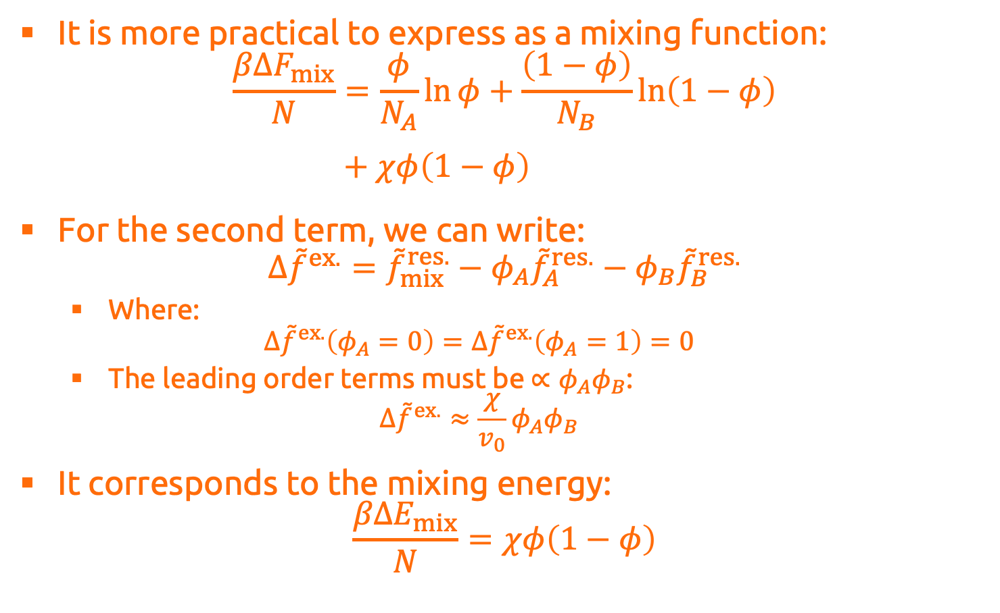 ▪ It is more practical to express as a mixing function:
$\frac{\beta \Delta F_{\text{mix}}}{N} = \frac{\phi}{N_A} \ln \phi + \frac{(1 - \phi)}{N_B} \ln(1 - \phi)$
$+ \chi \phi (1 - \phi)$
▪ For the second term, we can write:
$\Delta \tilde{f}^{\text{ex.}} = \tilde{f}_{\text{mix}}^{\text{res.}} - \phi_A \tilde{f}_A^{\text{res.}} - \phi_B \tilde{f}_B^{\text{res.}}$
▪ Where:
$\Delta \tilde{f}^{\text{ex.}} (\phi_A = 0) = \Delta \tilde{f}^{\text{ex.}} (\phi_A = 1) = 0$
▪ The leading order terms must be $\propto \phi_A \phi_B$:
$\Delta \tilde{f}^{\text{ex.}} \approx \frac{\chi}{v_0} \phi_A \phi_B$
▪ It corresponds to the mixing energy:
$\frac{\beta \Delta E_{\text{mix}}}{N} = \chi \phi (1 - \phi)$